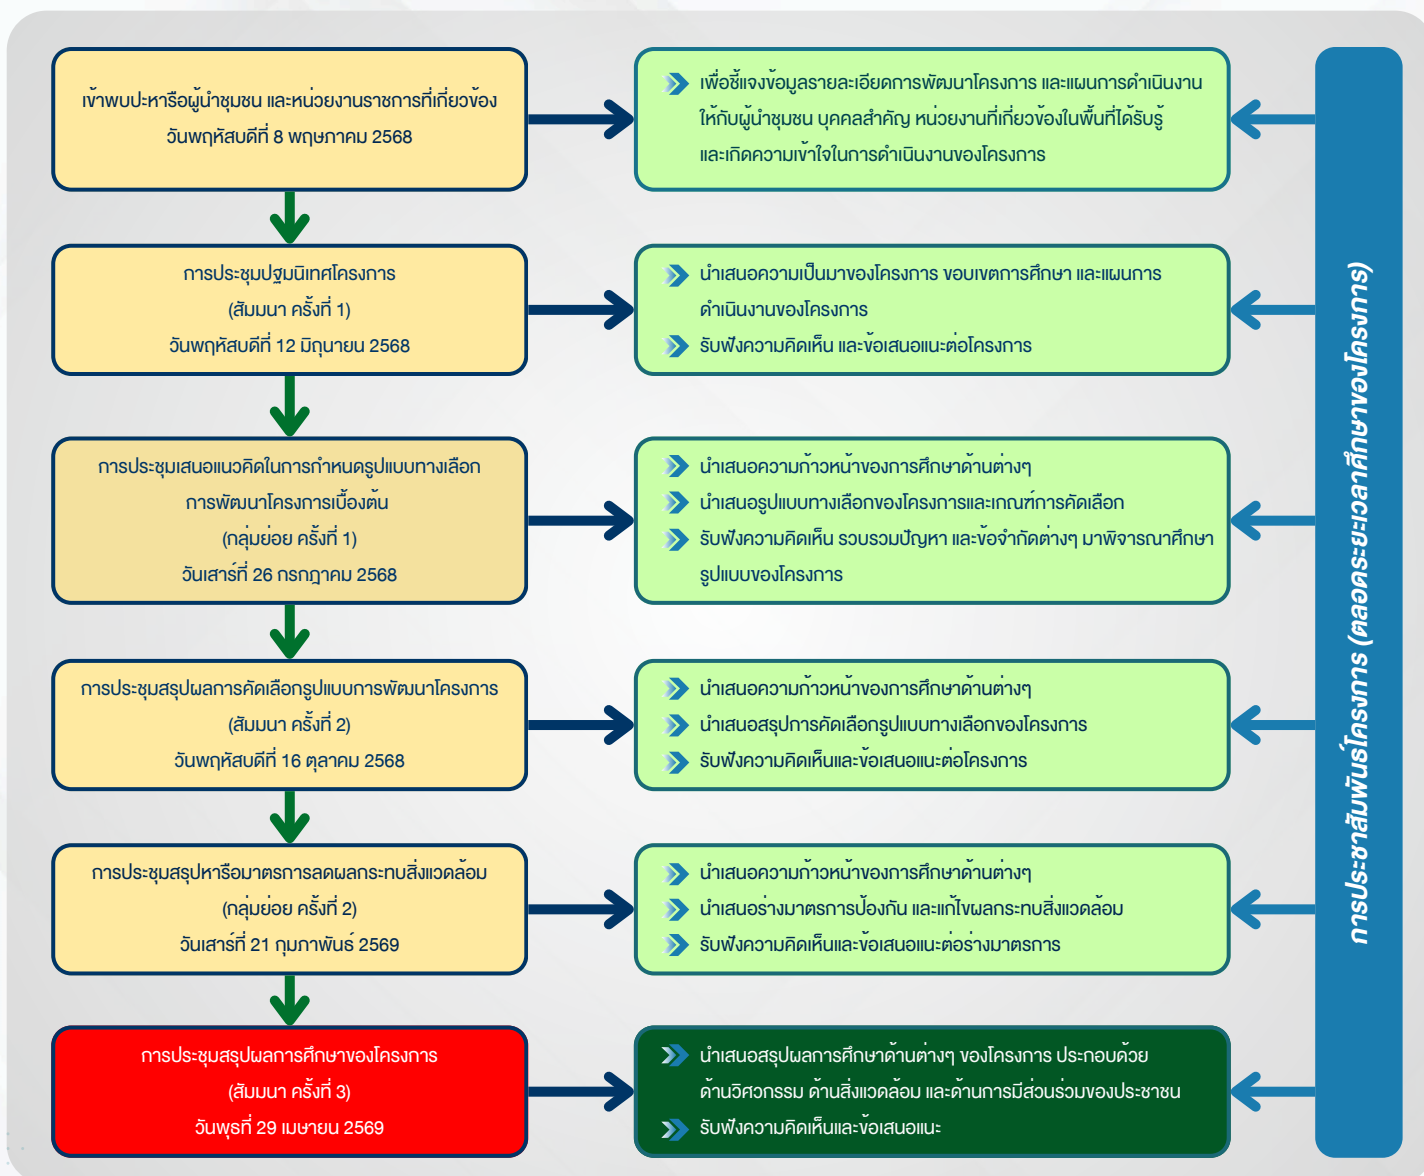 เข้าพบปะหารือผู้นำชุมชน และหน่วยงานราชการที่เกี่ยวข้อง
วันพฤหัสบดีที่ 8 พฤษภาคม 2568
เพื่อชี้แจงข้อมูลรายละเอียดการพัฒนาโครงการ และแผนการดำเนินงาน
ให้กับผู้นำชุมชน บุคคลสำคัญ หน่วยงานที่เกี่ยวข้องในพื้นที่ได้รับรู้
และเกิดความเข้าใจในการดำเนินงานของโครงการ
การประชุมปฐมนิเทศโครงการ
(สัมมนา ครั้งที่ 1)
วันพฤหัสบดีที่ 12 มิถุนายน 2568
นำเสนอความเป็นมาของโครงการ ขอบเขตการศึกษา และแผนการ
ดำเนินงานของโครงการ
รับฟังความคิดเห็น และข้อเสนอแนะต่อโครงการ
การประชุมเสนอแนวคิดในการกำหนดรูปแบบทางเลือก
การพัฒนาโครงการเบื้องต้น
(กลุ่มย่อย ครั้งที่ 1)
วันเสาร์ที่ 26 กรกฎาคม 2568
นำเสนอความก้าวหน้าของการศึกษาด้านต่างๆ
นำเสนอรูปแบบทางเลือกของโครงการและเกณฑ์การคัดเลือก
รับฟังความคิดเห็น รวบรวมปัญหา และข้อจำกัดต่างๆ มาพิจารณาศึกษา
รูปแบบของโครงการ
การประชุมสรุปผลการคัดเลือกรูปแบบการพัฒนาโครงการ
(สัมมนา ครั้งที่ 2)
วันพฤหัสบดีที่ 16 ตุลาคม 2568
นำเสนอความก้าวหน้าของการศึกษาด้านต่างๆ
นำเสนอสรุปการคัดเลือกรูปแบบทางเลือกของโครงการ
รับฟังความคิดเห็นและข้อเสนอแนะต่อโครงการ
การประชุมสรุปหารือมาตรการลดผลกระทบสิ่งแวดล้อม
(กลุ่มย่อย ครั้งที่ 2)
วันเสาร์ที่ 21 กุมภาพันธ์ 2569
นำเสนอความก้าวหน้าของการศึกษาด้านต่างๆ
นำเสนอร่างมาตรการป้องกัน และแก้ไขผลกระทบสิ่งแวดล้อม
รับฟังความคิดเห็นและข้อเสนอแนะต่อร่างมาตรการ
การประชุมสรุปผลการศึกษาของโครงการ
(สัมมนา ครั้งที่ 3)
วันพุธที่ 29 เมษายน 2569
นำเสนอสรุปผลการศึกษาด้านต่างๆ ของโครงการ ประกอบด้วย
ด้านวิศวกรรม ด้านสิ่งแวดล้อม และด้านการมีส่วนร่วมของประชาชน
รับฟังความคิดเห็นและข้อเสนอแนะ
การประชาสัมพันธ์โครงการ (ตลอดระยะเวลาศึกษาของโครงการ)